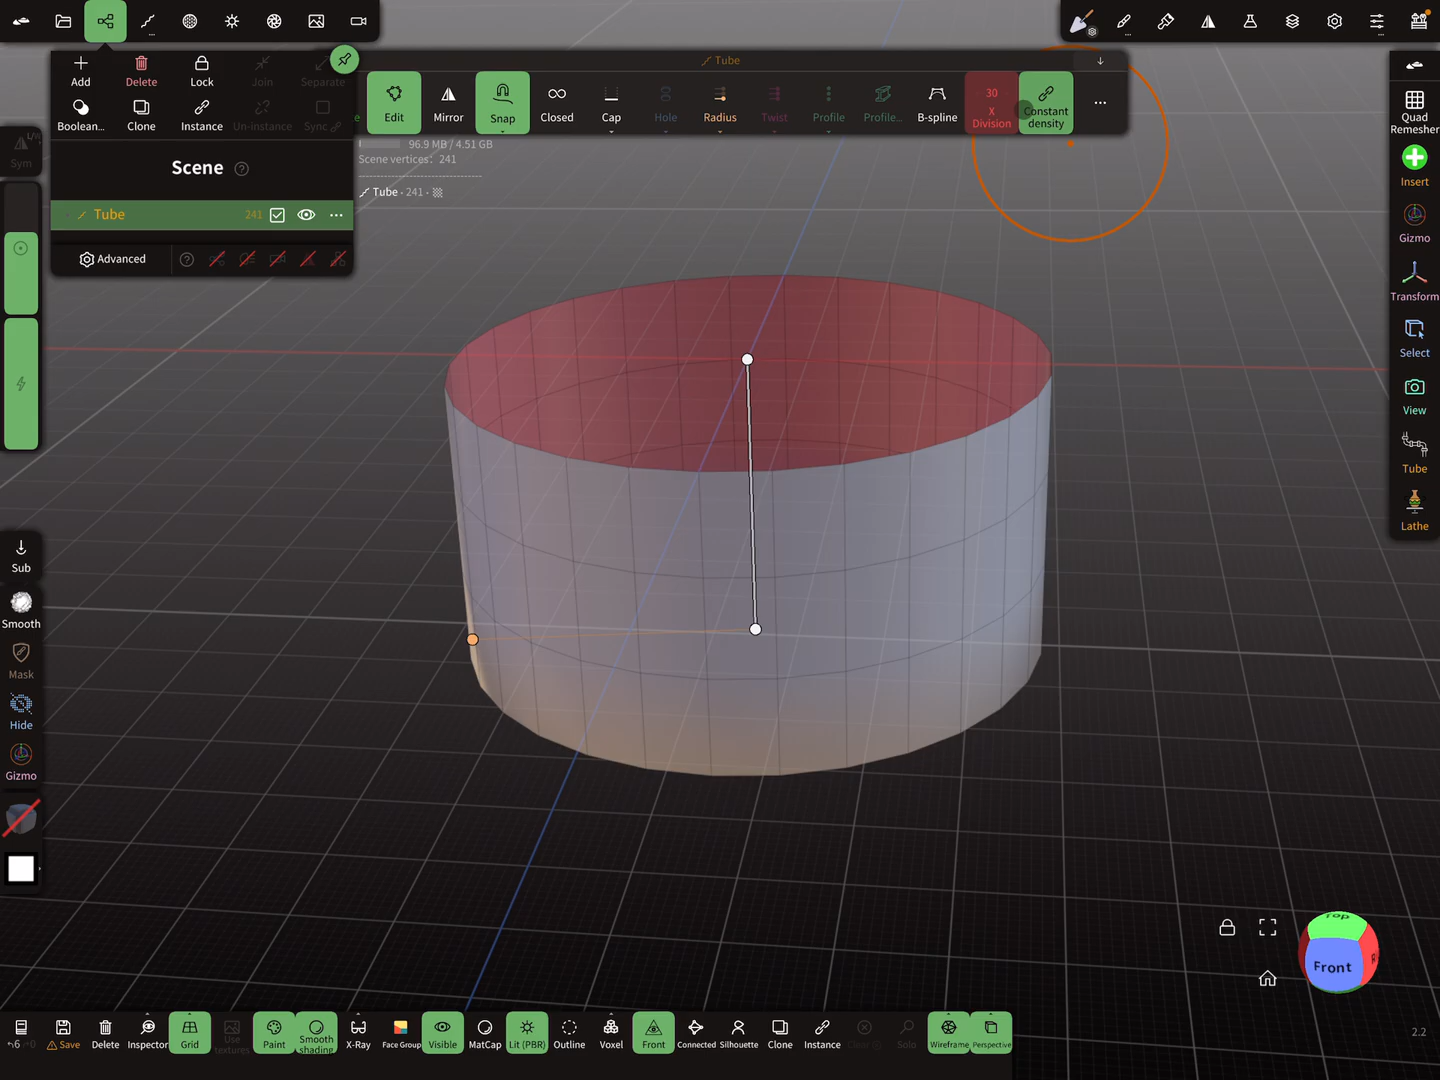 Add
Delete
Lock
Join
Separate
Boolean...
Clone
Instance
Un-instance
Sync
Scene
Tube
241
Advanced
Tube
Edit
Mirror
Snap
Closed
Cap
Hole
Radius
Twist
Profile
Profile...
B-spline
30
X
Division
Constant
density
96.9 MB / 4.51 GB
Scene vertices: 241
Tube · 241 ·
Sym
Sub
Smooth
Mask
Hide
Gizmo
Quad
Remesher
Insert
Gizmo
Transform
Select
View
Tube
Lathe
Top
Front
R
2.2
6
0
Save
Delete
Inspector
Grid
Use
textures
Paint
Smooth
shading
X-Ray
Face Group
Visible
MatCap
Lit (PBR)
Outline
Voxel
Front
Connected
Silhouette
Clone
Instance
Solo
Wireframe
Perspective